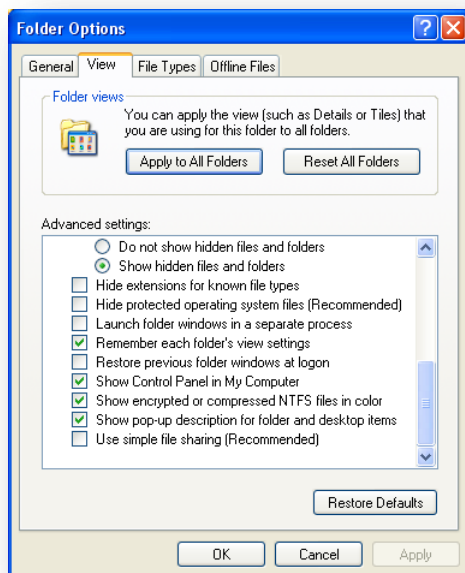 Folder Options
General View File Types Offline Files
Folder views
You can apply the view (such as Details or Tiles) that
you are using for this folder to all folders.
Apply to All Folders Reset All Folders
Advanced settings:
Do not show hidden files and folders
Show hidden files and folders
Hide extensions for known file types
Hide protected operating system files (Recommended)
Launch folder windows in a separate process
Remember each folder's view settings
Restore previous folder windows at logon
Show Control Panel in My Computer
Show encrypted or compressed NTFS files in color
Show pop-up description for folder and desktop items
Use simple file sharing (Recommended)
Restore Defaults
OK Cancel Apply